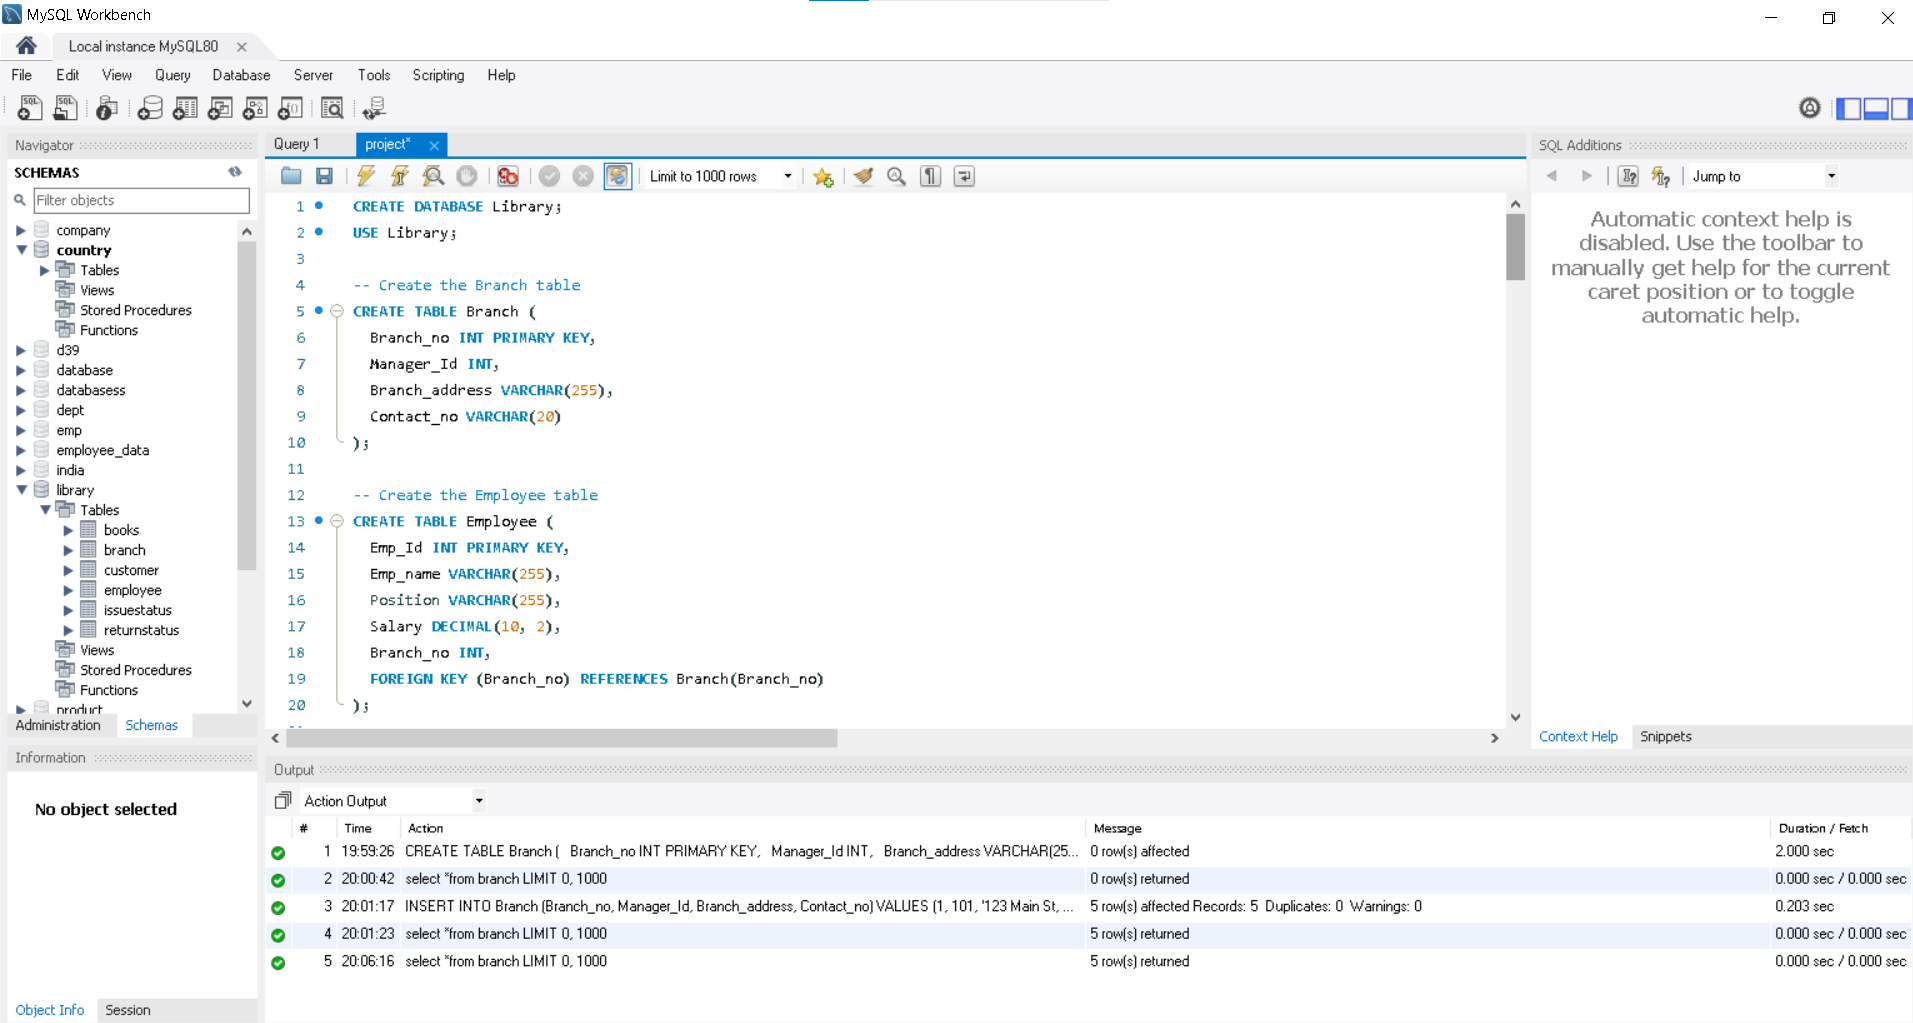 MySQL Workbench
Local instance MySQL80
File Edit View Query Database Server Tools Scripting Help
Navigator
SCHEMAS
Filter objects
company
country
Tables
Views
Stored Procedures
Functions
d39
database
databasess
dept
emp
employee_data
india
library
Tables
books
branch
customer
employee
issuestatus
returnstatus
Views
Stored Procedures
Functions
product
Administration Schemas
Information
No object selected
Object Info Session
Query 1 project*
Limit to 1000 rows
1 CREATE DATABASE Library;
2 USE Library;
3
4 -- Create the Branch table
5 CREATE TABLE Branch (
6 Branch_no INT PRIMARY KEY,
7 Manager_Id INT,
8 Branch_address VARCHAR(255),
9 Contact_no VARCHAR(20)
10 );
11
12 -- Create the Employee table
13 CREATE TABLE Employee (
14 Emp_Id INT PRIMARY KEY,
15 Emp_name VARCHAR(255),
16 Position VARCHAR(255),
17 Salary DECIMAL(10, 2),
18 Branch_no INT,
19 FOREIGN KEY (Branch_no) REFERENCES Branch(Branch_no)
20 );
SQL Additions
Jump to
Automatic context help is
disabled. Use the toolbar to
manually get help for the current
caret position or to toggle
automatic help.
Context Help Snippets
Output
Action Output
# Time Action Message Duration / Fetch
1 19:59:26 CREATE TABLE Branch ( Branch_no INT PRIMARY KEY, Manager_Id INT, Branch_address VARCHAR(25... 0 row(s) affected 2.000 sec
2 20:00:42 select *from branch LIMIT 0, 1000 0 row(s) returned 0.000 sec / 0.000 sec
3 20:01:17 INSERT INTO Branch (Branch_no, Manager_Id, Branch_address, Contact_no) VALUES (1, 101, '123 Main St, ... 5 row(s) affected Records: 5 Duplicates: 0 Warnings: 0 0.203 sec
4 20:01:23 select *from branch LIMIT 0, 1000 5 row(s) returned 0.000 sec / 0.000 sec
5 20:06:16 select *from branch LIMIT 0, 1000 5 row(s) returned 0.000 sec / 0.000 sec